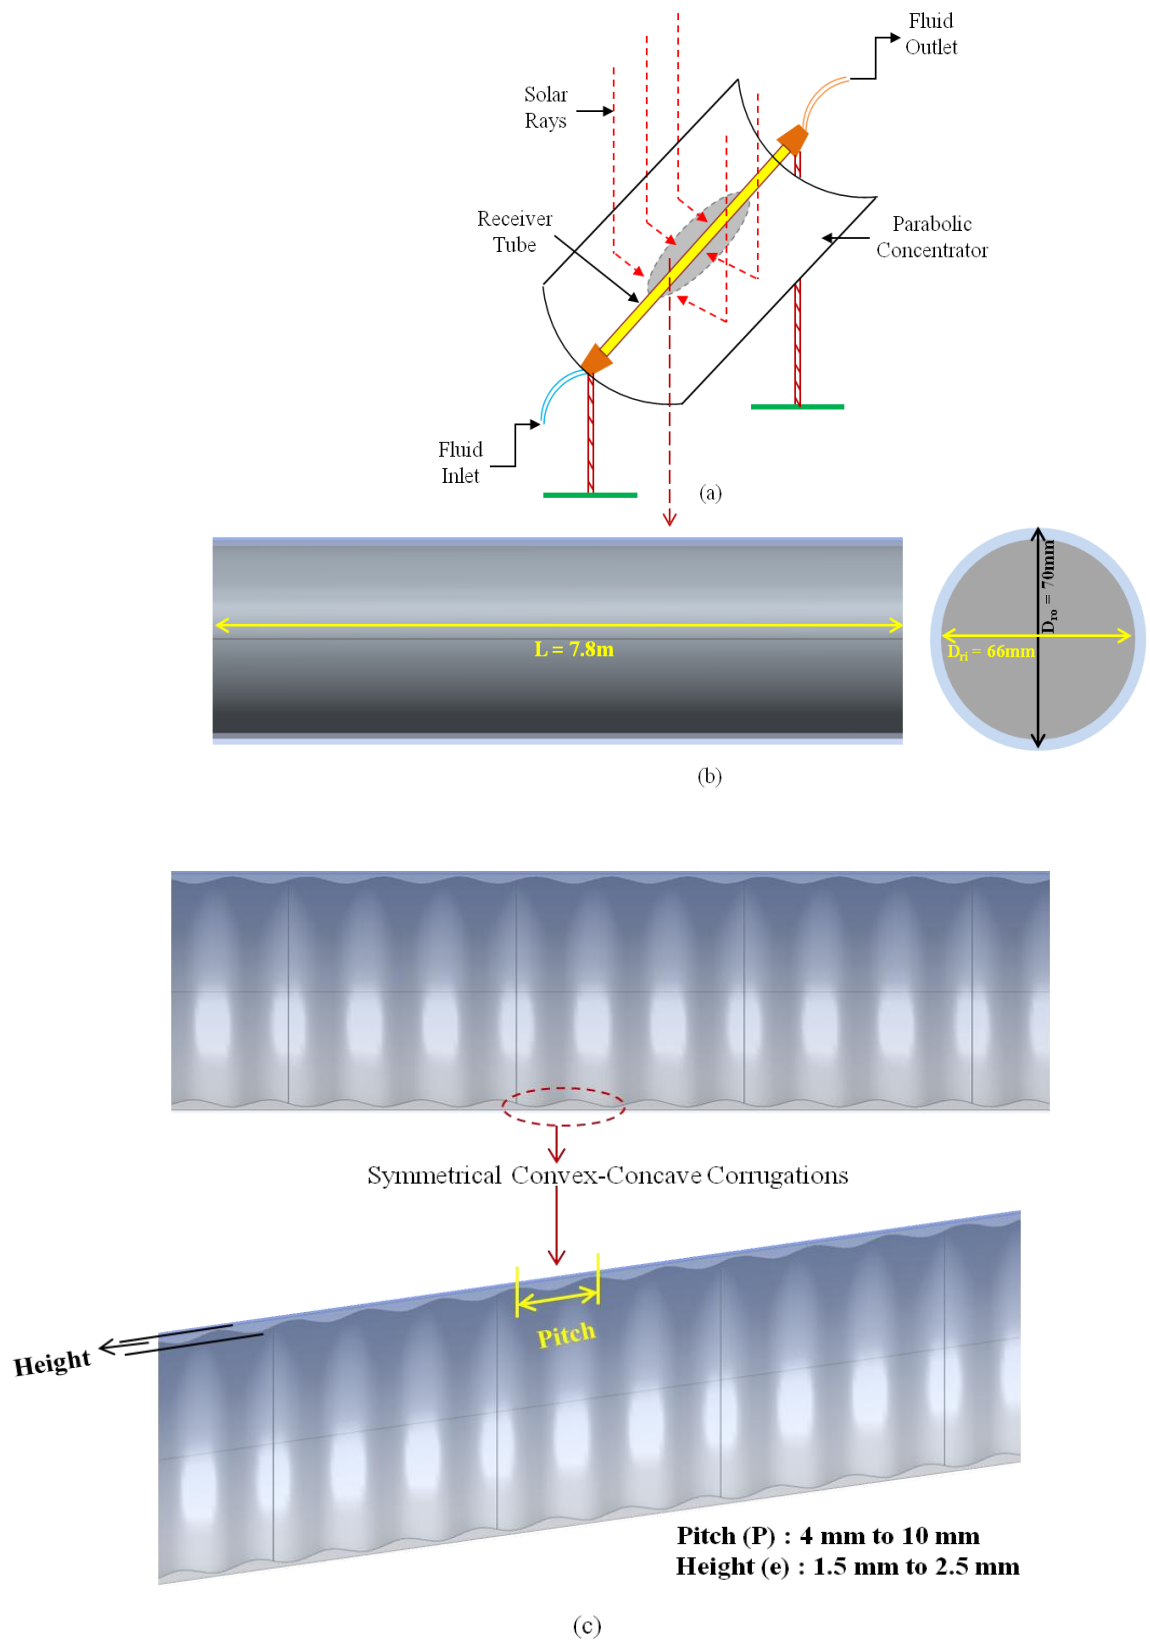 Fluid
Outlet
Solar
Rays
Receiver
Tube
Parabolic
Concentrator
Fluid
Inlet
(a)
L = 7.8m
Dro = 70mm
Dri = 66mm
(b)
Symmetrical Convex-Concave Corrugations
Pitch
Height
Pitch (P) : 4 mm to 10 mm
Height (e) : 1.5 mm to 2.5 mm
(c)